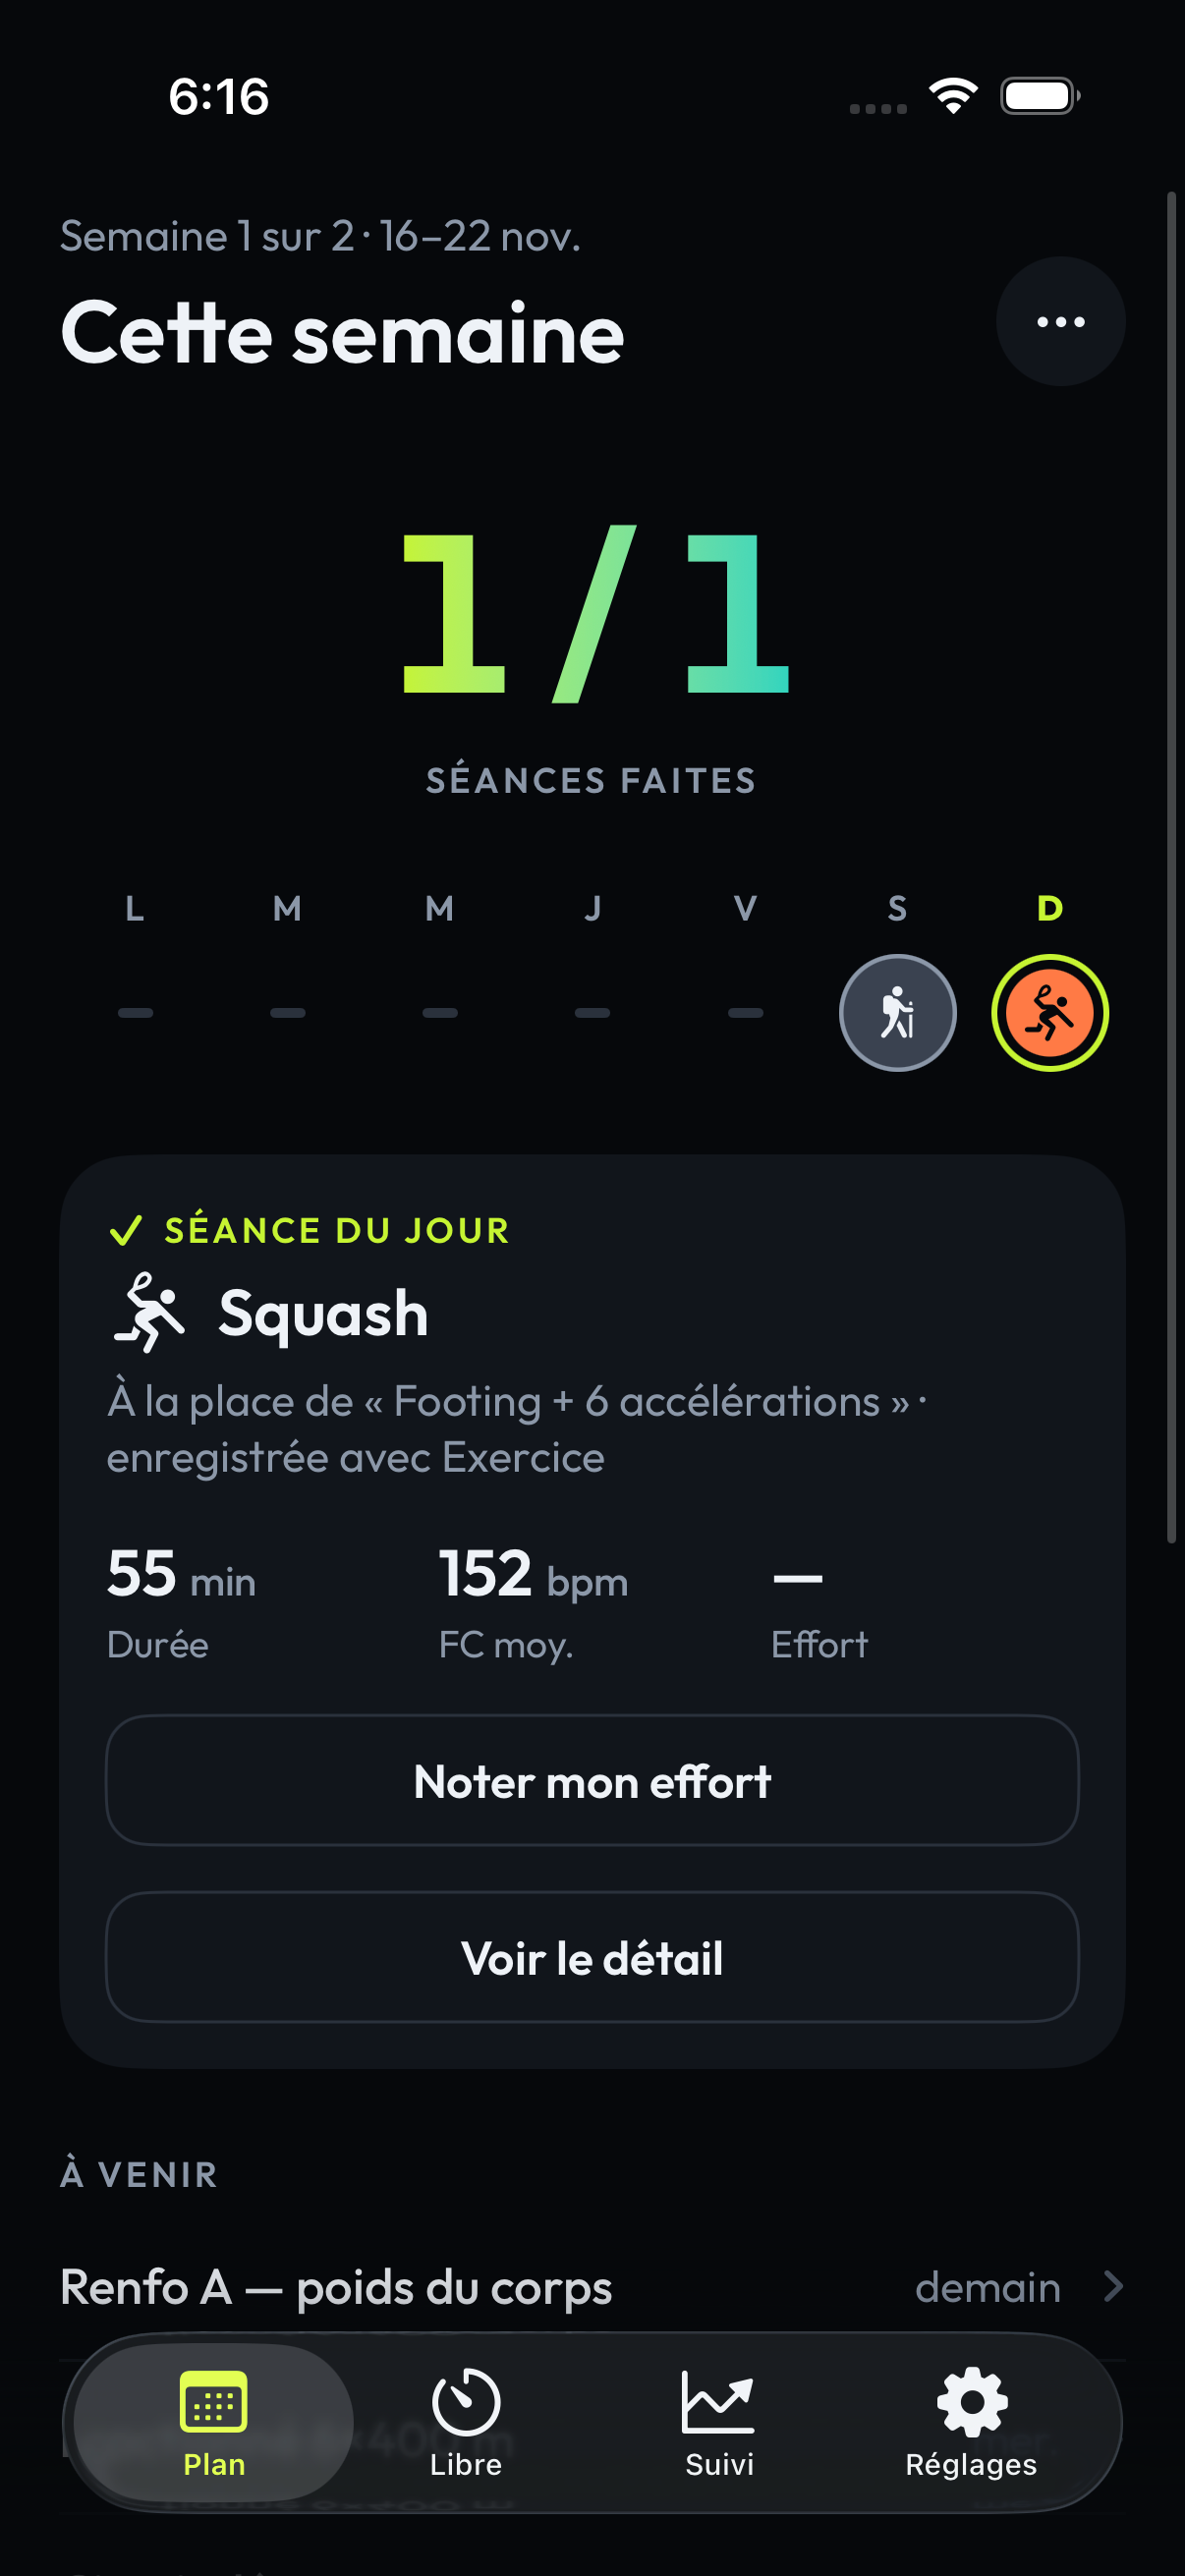 6:16
Semaine 1 sur 2 · 16–22 nov.
Cette semaine
1/1
SÉANCES FAITES
L M M J V S D
SÉANCE DU JOUR
Squash
À la place de « Footing + 6 accélérations » ·
enregistrée avec Exercice
55 min 152 bpm —
Durée FC moy. Effort
Noter mon effort
Voir le détail
À VENIR
Renfo A — poids du corps demain
Plan Libre Suivi Réglages